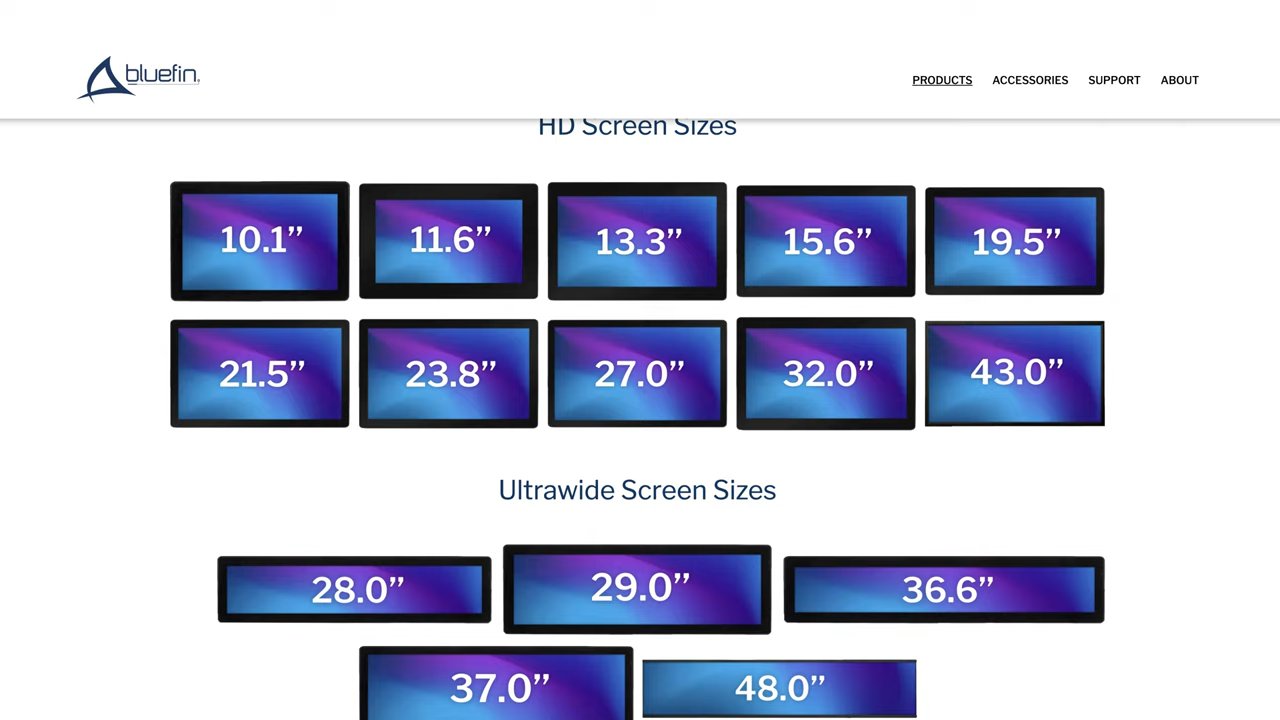 bluefin
PRODUCTS ACCESSORIES SUPPORT ABOUT
HD Screen Sizes
10.1” 11.6” 13.3” 15.6” 19.5”
21.5” 23.8” 27.0” 32.0” 43.0”
Ultrawide Screen Sizes
28.0” 29.0” 36.6”
37.0” 48.0”